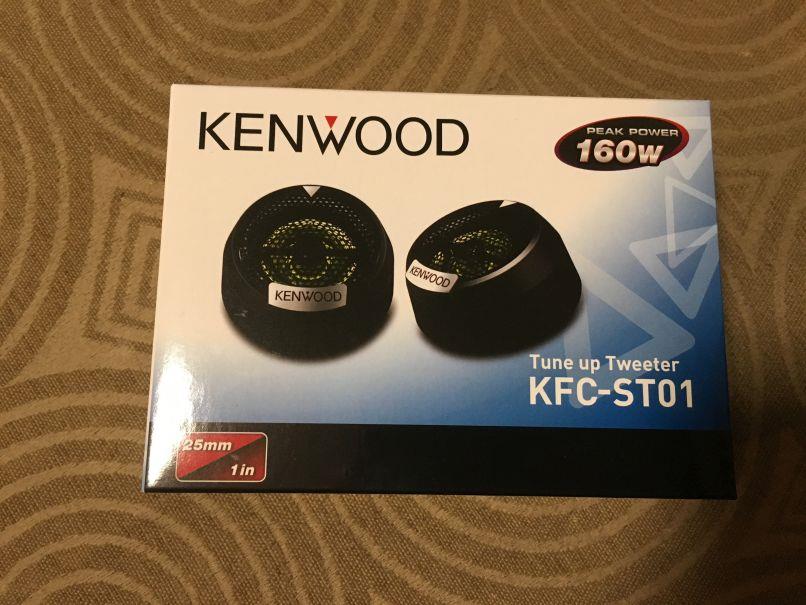 KENWOOD
PEAK POWER
160w
KENWOOD
KENWOOD
Tune up Tweeter
KFC-ST01
25mm
1in